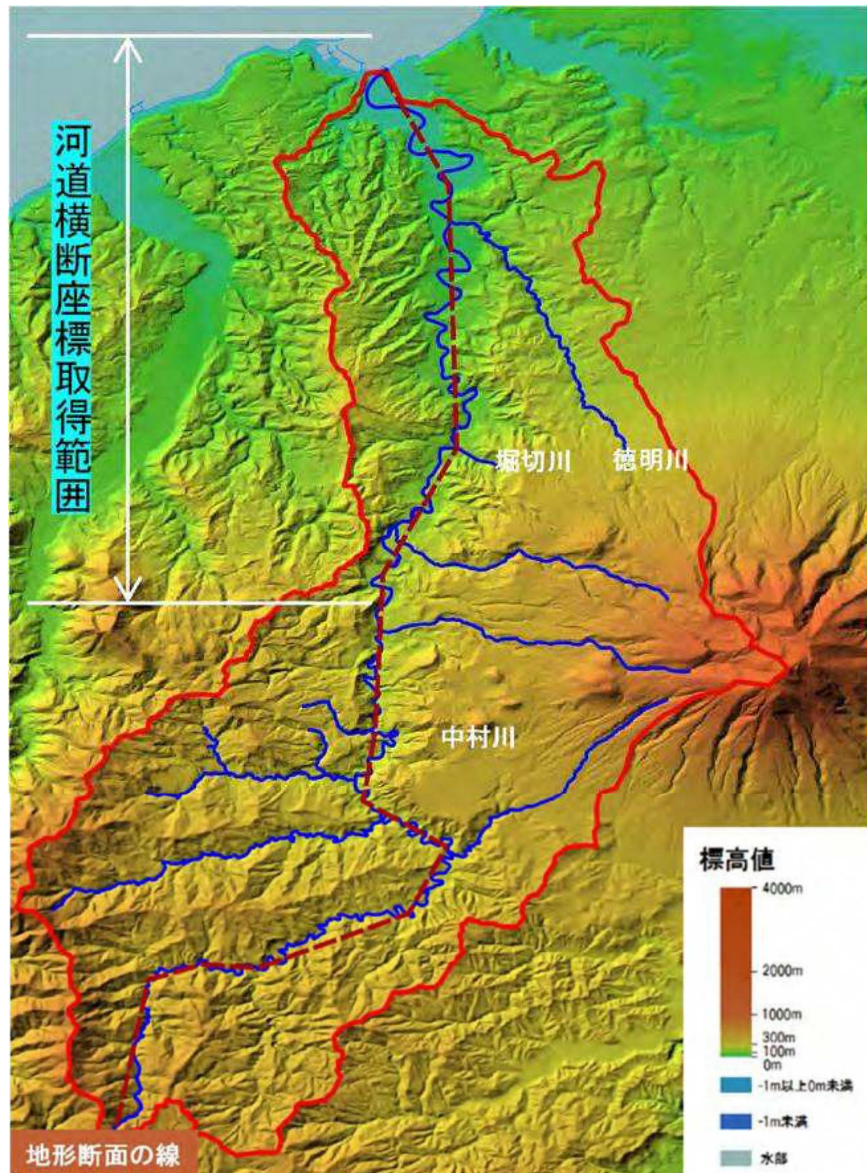 河道横断座標取得範囲
堀切川
徳明川
中村川
標高値
4000m
2000m
1000m
300m
100m
0m
-1m以上0m未満
-1m未満
水部
地形断面の線